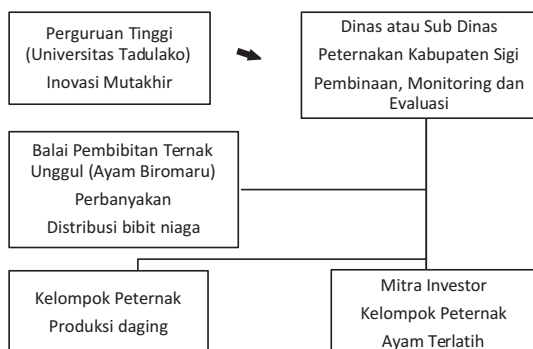 Perguruan Tinggi
(Universitas Tadulako)
Inovasi Mutakhir
Dinas atau Sub Dinas
Peternakan Kabupaten Sigi
Pembinaan, Monitoring dan
Evaluasi
Balai Pembibitan Ternak
Unggul (Ayam Biromaru)
Perbanyakan
Distribusi bibit niaga
Kelompok Peternak
Produksi daging
Mitra Investor
Kelompok Peternak
Ayam Terlatih